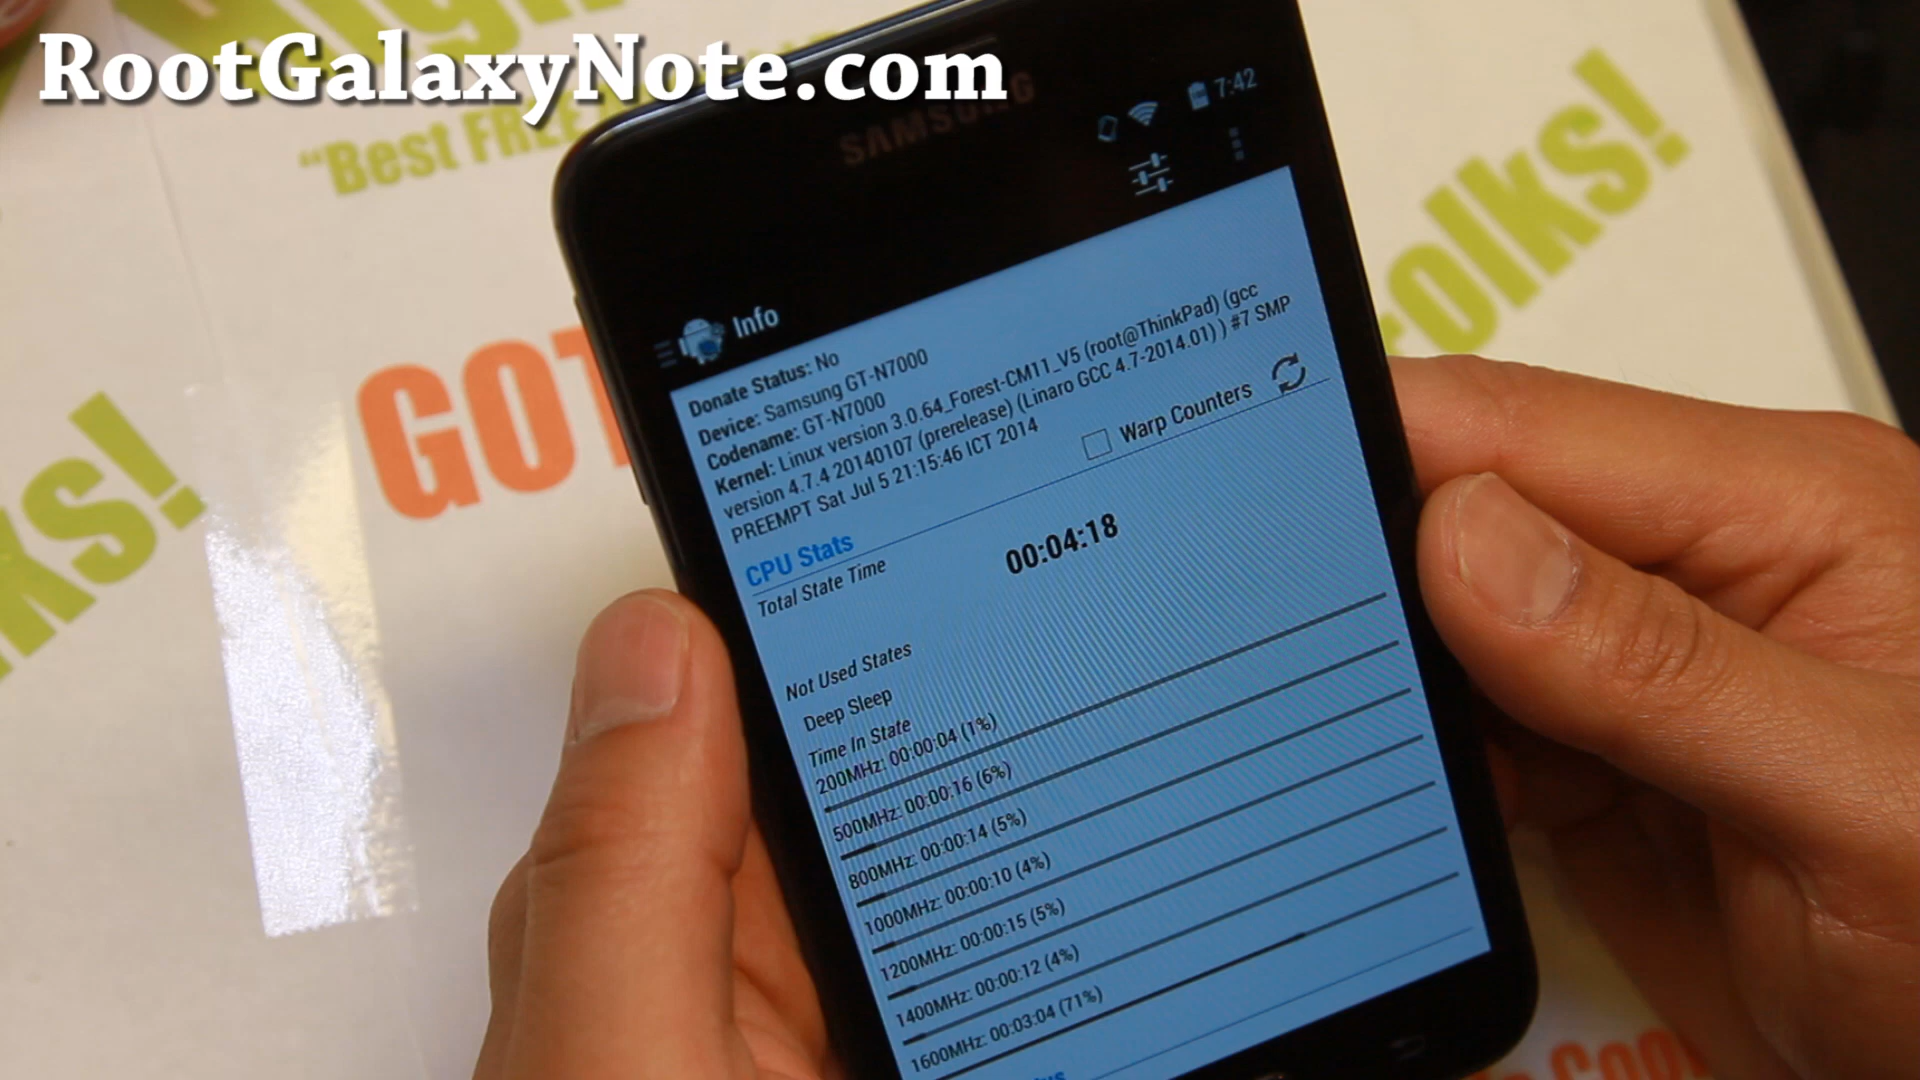 RootGalaxyNote.com
"Best FREE
SAMSUNG
7:42
Info
Donate Status: No
Device: Samsung GT-N7000
Codename: GT-N7000
Kernel: Linux version 3.0.64_Forest-CM11_V5 (root@ThinkPad) (gcc
version 4.7.4 20140107 (prerelease) (Linaro GCC 4.7-2014.01) ) #7 SMP
PREEMPT Sat Jul 5 21:15:46 ICT 2014
Warp Counters
CPU Stats
Total State Time
00:04:18
Not Used States
Deep Sleep
Time In State
200MHz: 00:00:04 (1%)
500MHz: 00:00:16 (6%)
800MHz: 00:00:14 (5%)
1000MHz: 00:00:10 (4%)
1200MHz: 00:00:15 (5%)
1400MHz: 00:00:12 (4%)
1600MHz: 00:03:04 (71%)